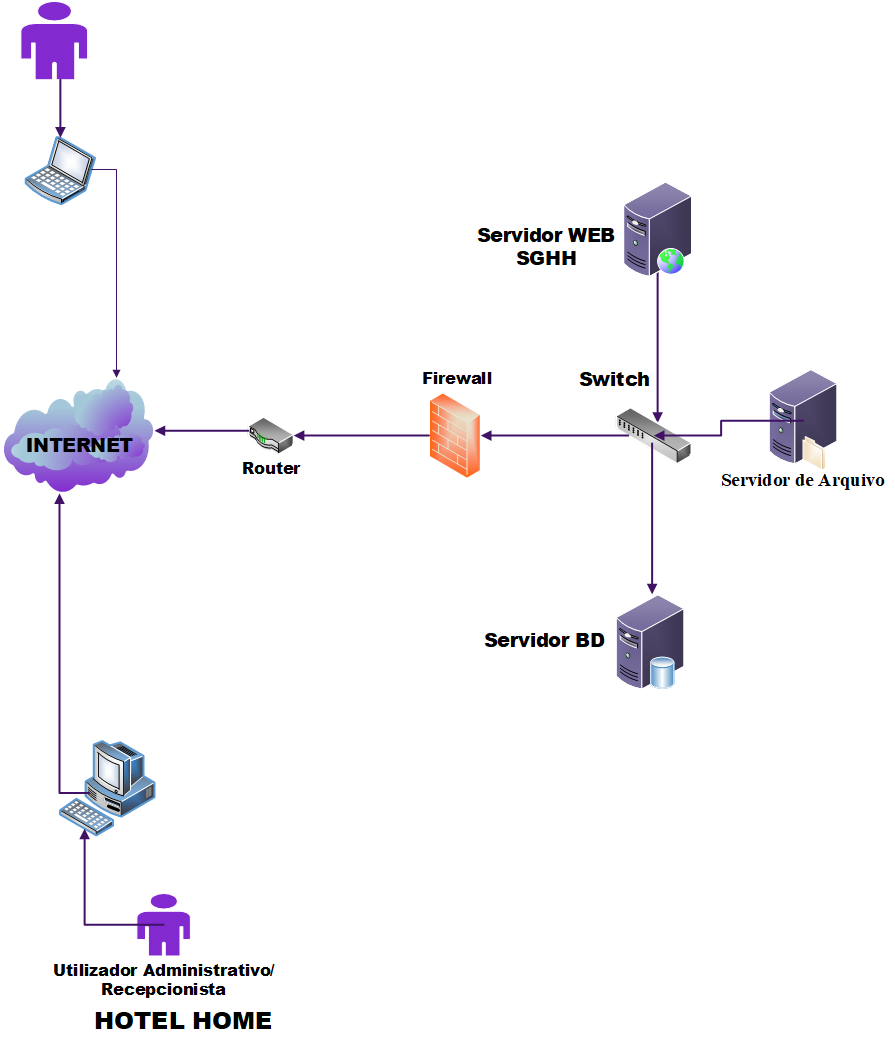 Servidor WEB
SGHH
Firewall
Switch
INTERNET
Router
Servidor de Arquivo
Servidor BD
Utilizador Administrativo/
Recepcionista
HOTEL HOME